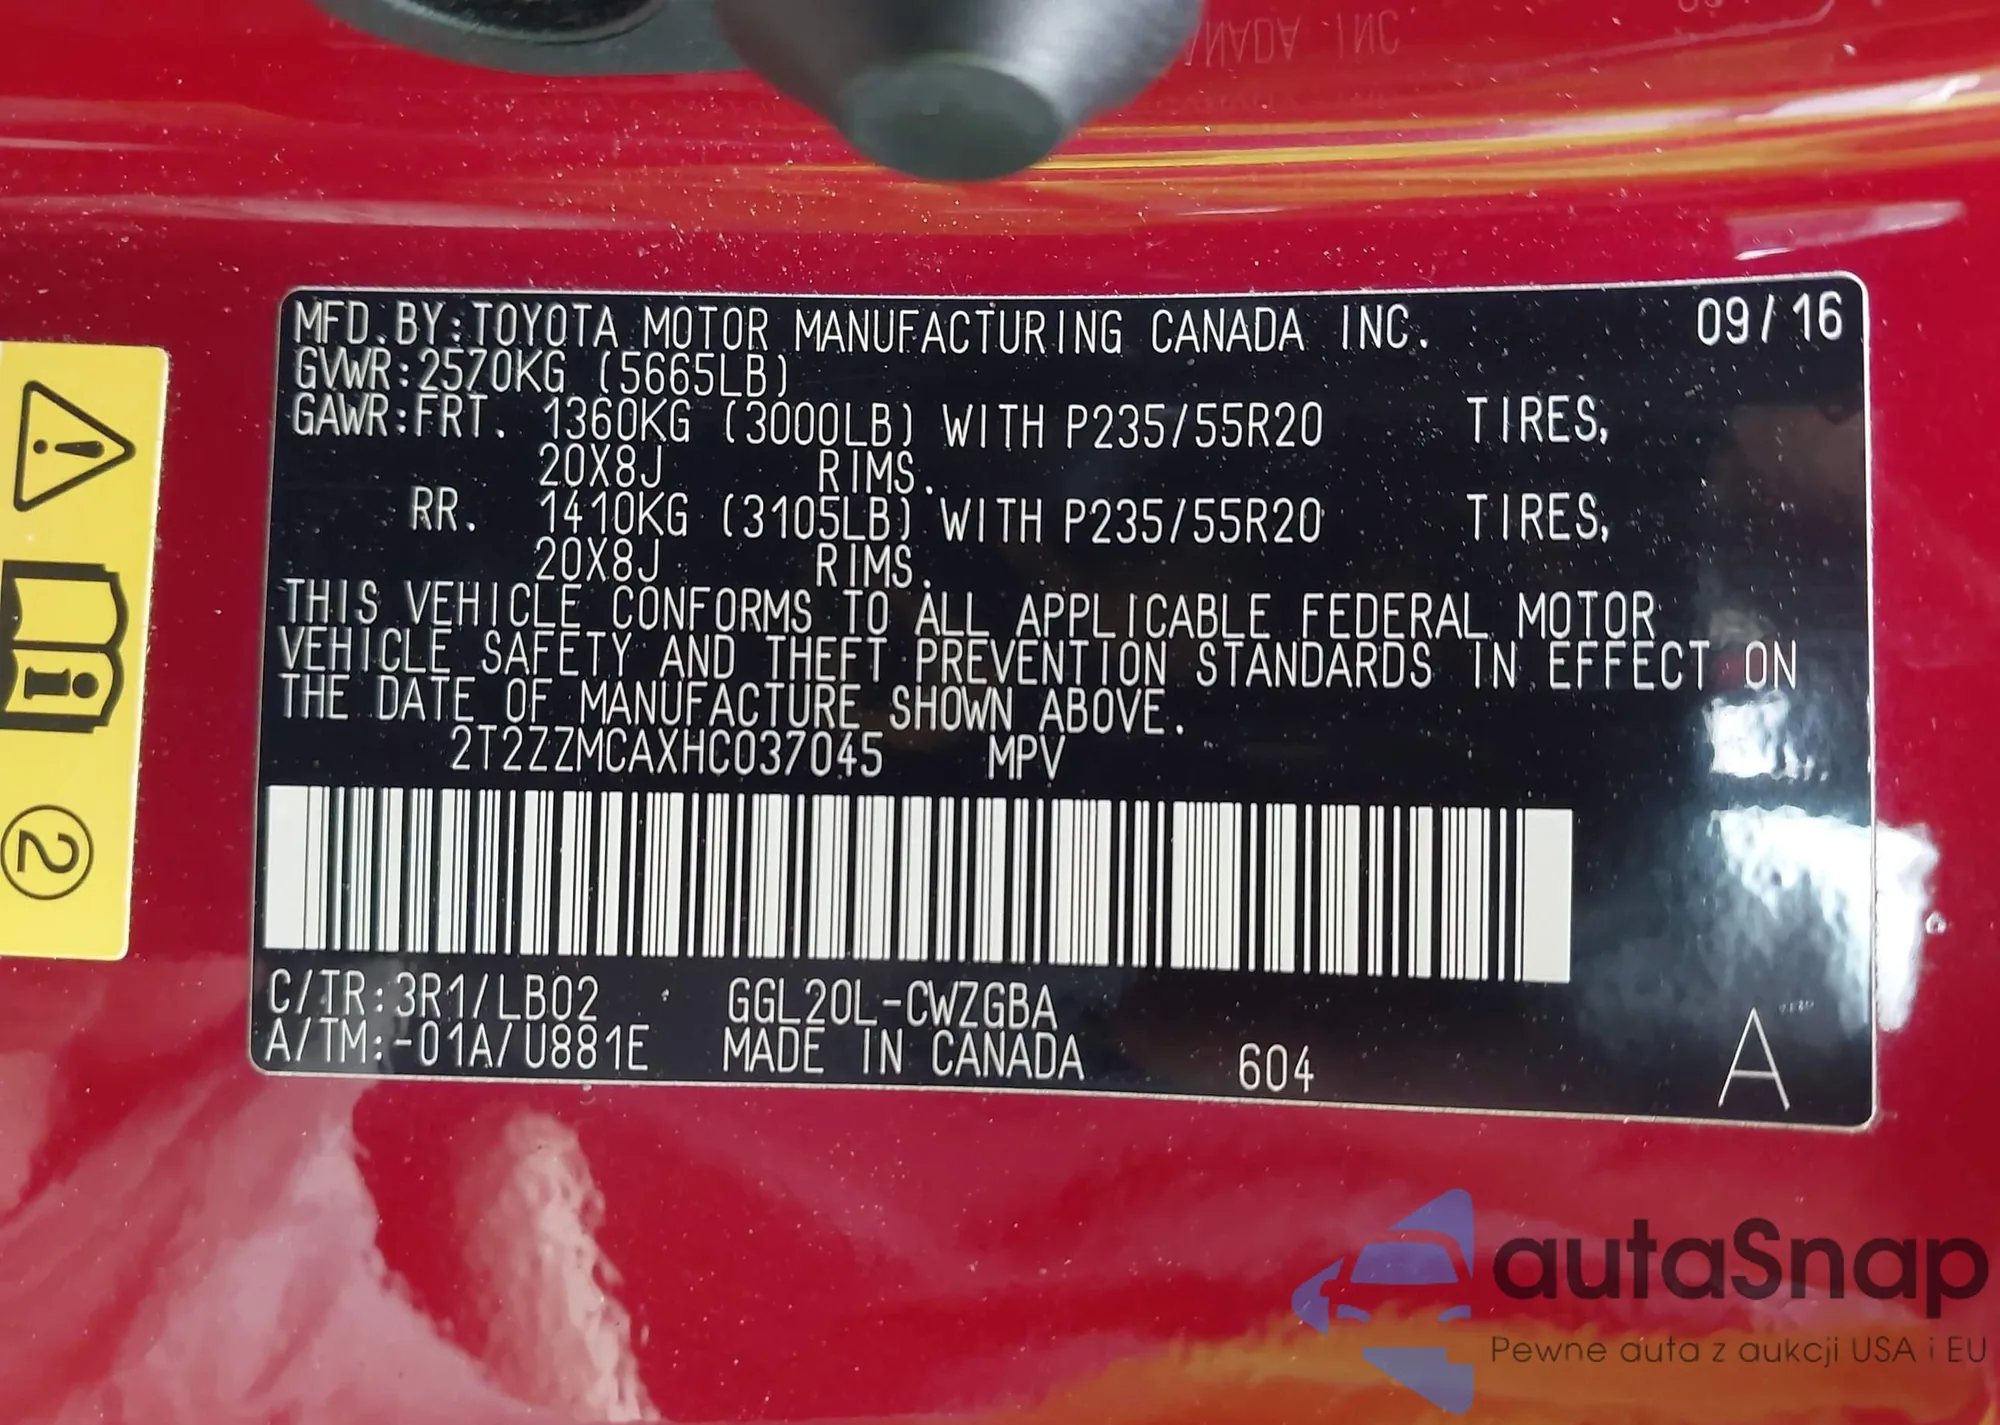 ANADA INC
MFD.BY:TOYOTA MOTOR MANUFACTURING CANADA INC. 09/16
GVWR:2570KG (5665LB)
GAWR:FRT. 1360KG (3000LB) WITH P235/55R20 TIRES,
20X8J RIMS.
RR. 1410KG (3105LB) WITH P235/55R20 TIRES,
20X8J RIMS.
THIS VEHICLE CONFORMS TO ALL APPLICABLE FEDERAL MOTOR
VEHICLE SAFETY AND THEFT PREVENTION STANDARDS IN EFFECT ON
THE DATE OF MANUFACTURE SHOWN ABOVE.
2T2ZZMCAXHC037045 MPV
C/TR:3R1/LB02 GGL20L-CWZGBA
A/TM:-01A/U881E MADE IN CANADA 604 A
2
autaSnap
Pewne auta z aukcji USA i EU